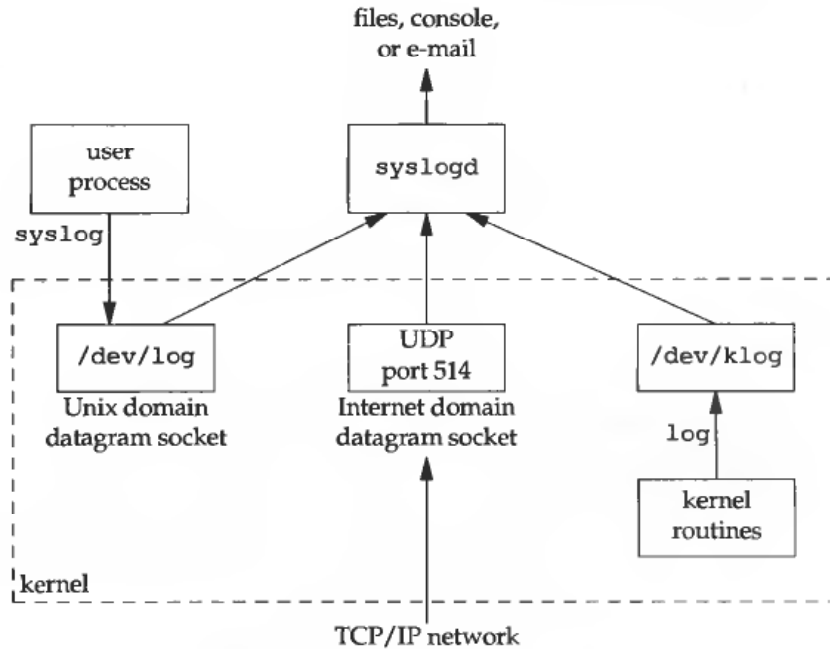 files, console,
or e-mail
user
process
syslogd
syslog
/dev/log
UDP
port 514
/dev/klog
Unix domain
datagram socket
Internet domain
datagram socket
log
kernel
routines
kernel
TCP/IP network